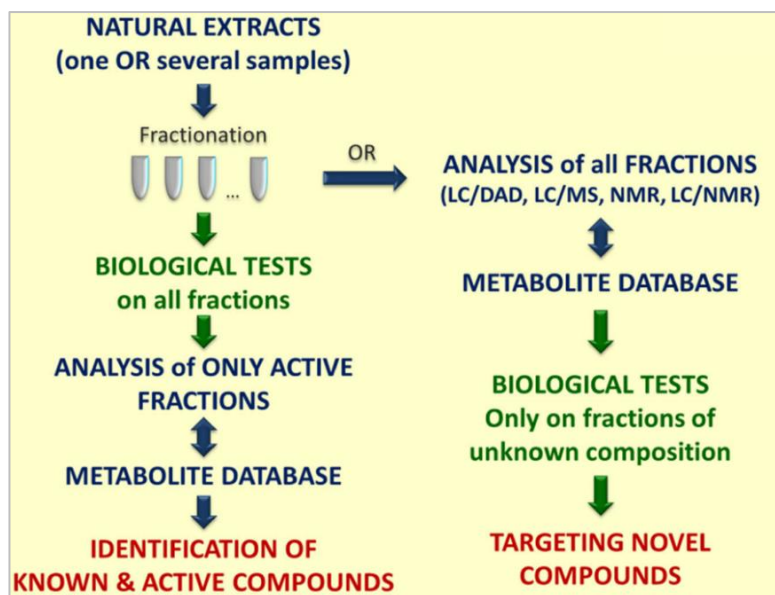 NATURAL EXTRACTS
(one OR several samples)
Fractionation
...
BIOLOGICAL TESTS
on all fractions
ANALYSIS of ONLY ACTIVE
FRACTIONS
METABOLITE DATABASE
IDENTIFICATION OF
KNOWN & ACTIVE COMPOUNDS
OR
ANALYSIS of all FRACTIONS
(LC/DAD, LC/MS, NMR, LC/NMR)
METABOLITE DATABASE
BIOLOGICAL TESTS
Only on fractions of
unknown composition
TARGETING NOVEL
COMPOUNDS